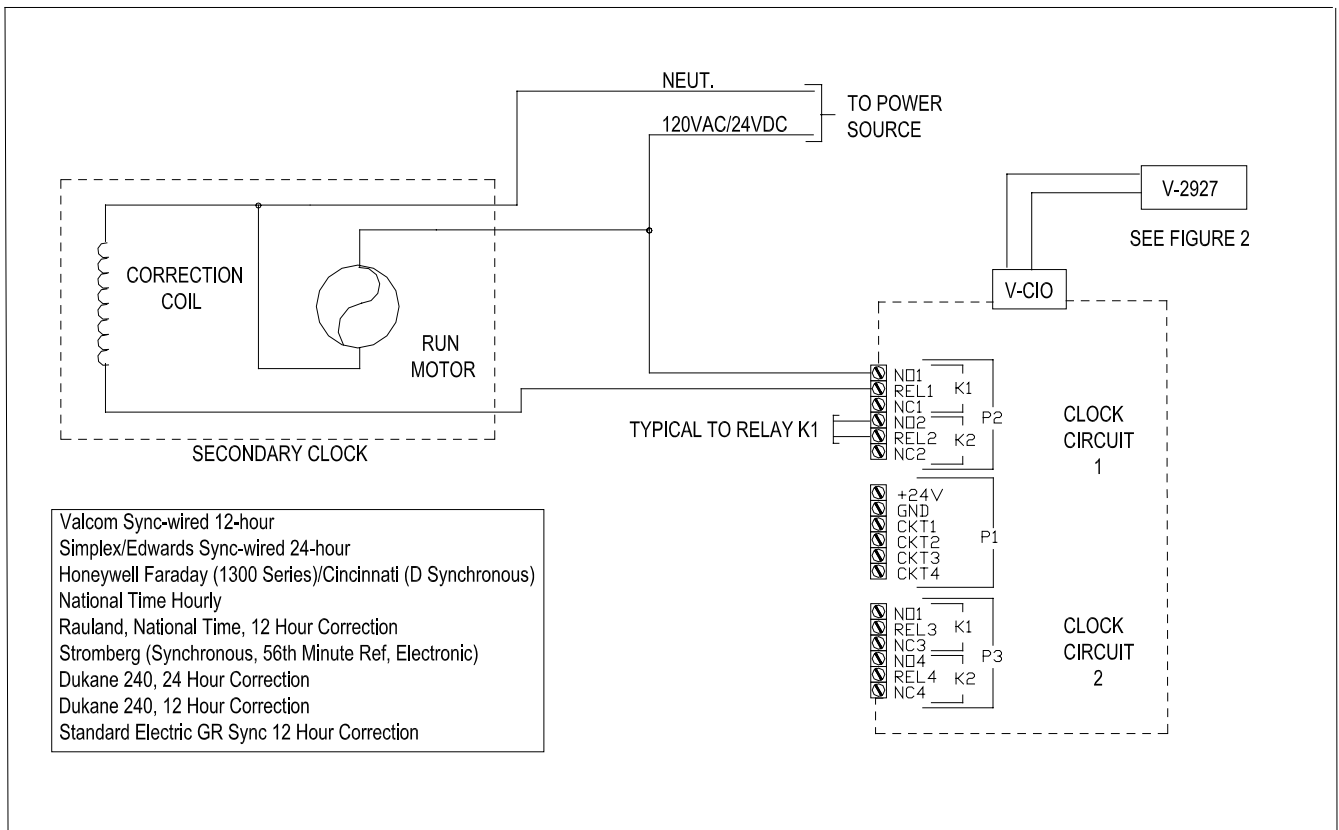 NEUT.
120VAC/24VDC
TO POWER
SOURCE
V-2927
SEE FIGURE 2
V-CIO
CORRECTION
COIL
RUN
MOTOR
SECONDARY CLOCK
TYPICAL TO RELAY K1
NO1
REL1
NC1
NO2
REL2
NC2
K1
K2
P2
CLOCK
CIRCUIT
1
+24V
GND
CKT1
CKT2
CKT3
CKT4
P1
NO1
REL3
NC3
NO4
REL4
NC4
K1
K2
P3
CLOCK
CIRCUIT
2
Valcom Sync-wired 12-hour
Simplex/Edwards Sync-wired 24-hour
Honeywell Faraday (1300 Series)/Cincinnati (D Synchronous)
National Time Hourly
Rauland, National Time, 12 Hour Correction
Stromberg (Synchronous, 56th Minute Ref, Electronic)
Dukane 240, 24 Hour Correction
Dukane 240, 12 Hour Correction
Standard Electric GR Sync 12 Hour Correction